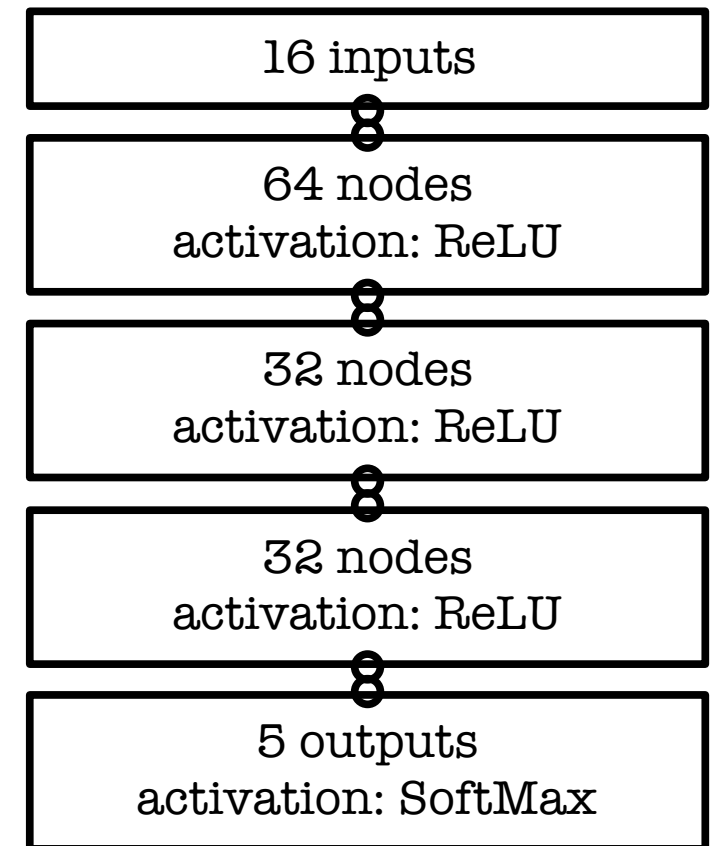 16 inputs
64 nodes
activation: ReLU
32 nodes
activation: ReLU
32 nodes
activation: ReLU
5 outputs
activation: SoftMax